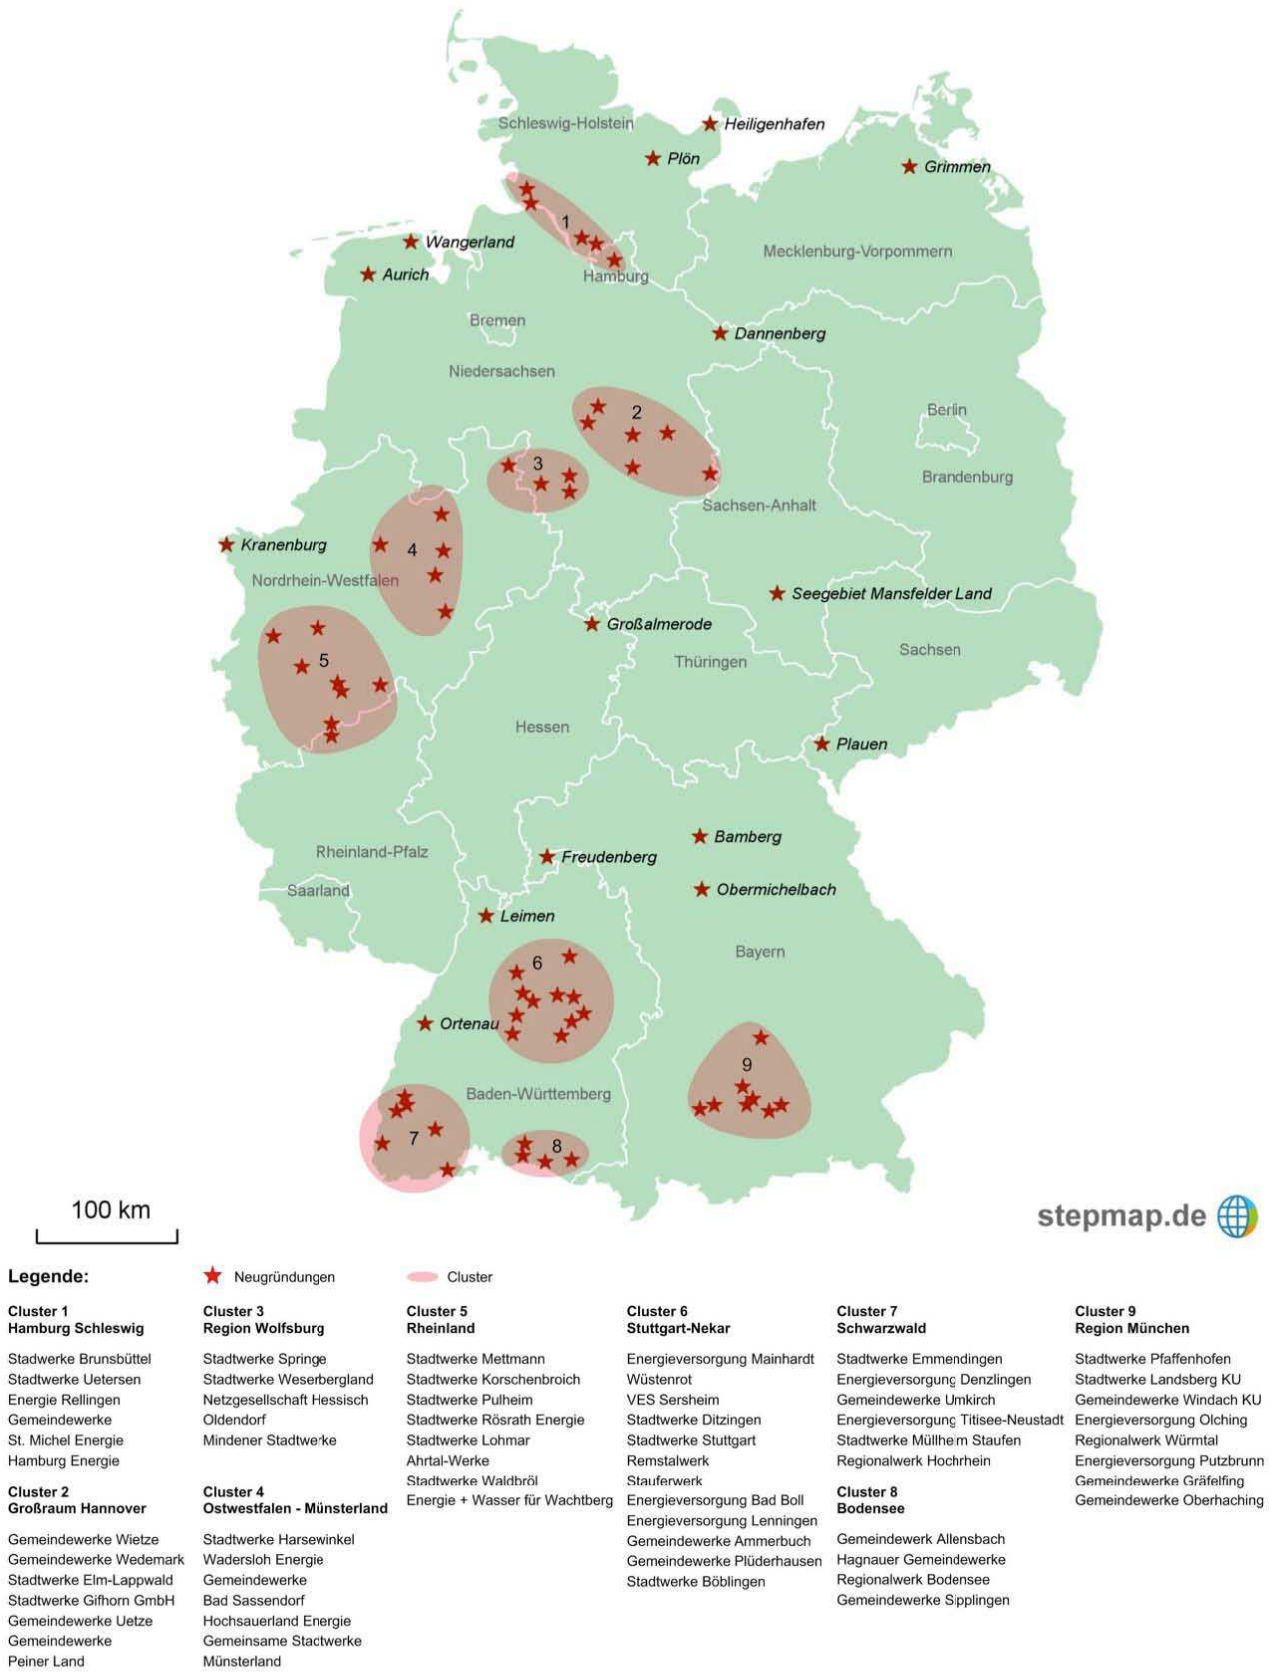 Schleswig-Holstein
Heiligenhafen
Plön
Grimmen
1
Wangerland
Mecklenburg-Vorpommern
Aurich
Hamburg
Bremen
Dannenberg
Niedersachsen
2
Berlin
3
Brandenburg
Sachsen-Anhalt
Kranenburg
4
Nordrhein-Westfalen
Seegebiet Mansfelder Land
Großalmerode
Sachsen
5
Thüringen
Hessen
Plauen
Bamberg
Rheinland-Pfalz
Freudenberg
Saarland
Obermichelbach
Leimen
Bayern
6
Ortenau
9
Baden-Württemberg
7
8
100 km
stepmap.de
Legende:
Neugründungen
Cluster
Cluster 1
Hamburg Schleswig
Stadwerke Brunsbüttel
Stadtwerke Uetersen
Energie Rellingen
Gemeindewerke
St. Michel Energie
Hamburg Energie
Cluster 2
Großraum Hannover
Gemeindewerke Wietze
Gemeindewerke Wedemark
Stadtwerke Elm-Lappwald
Stadtwerke Gifhorn GmbH
Gemeindewerke Uetze
Gemeindewerke
Peiner Land
Cluster 3
Region Wolfsburg
Stadtwerke Springe
Stadtwerke Weserbergland
Netzgesellschaft Hessisch
Oldendorf
Mindener Stadtwerke
Cluster 4
Ostwestfalen - Münsterland
Stadtwerke Harsewinkel
Wadersloh Energie
Gemeindewerke
Bad Sassendorf
Hochsauerland Energie
Gemeinsame Stadtwerke
Münsterland
Cluster 5
Rheinland
Stadtwerke Mettmann
Stadtwerke Korschenbroich
Stadtwerke Pulheim
Stadtwerke Rösrath Energie
Stadtwerke Lohmar
Ahrtal-Werke
Stadtwerke Waldbröl
Energie + Wasser für Wachtberg
Cluster 6
Stuttgart-Nekar
Energieversorgung Mainhardt
Wüstenrot
VES Sersheim
Stadtwerke Ditzingen
Stadtwerke Stuttgart
Remstalwerk
Stauferwerk
Energieversorgung Bad Boll
Energieversorgung Lenningen
Gemeindewerke Ammerbuch
Gemeindewerke Plüderhausen
Stadtwerke Böblingen
Cluster 7
Schwarzwald
Stadtwerke Emmendingen
Energieversorgung Denzlingen
Gemeindewerke Umkirch
Energieversorgung Titisee-Neustadt
Stadtwerke Müllheim Staufen
Regionalwerk Hochrhein
Cluster 8
Bodensee
Gemeindewerk Allensbach
Hagnauer Gemeindewerke
Regionalwerk Bodensee
Gemeindewerke Sipplingen
Cluster 9
Region München
Stadtwerke Pfaffenhofen
Stadtwerke Landsberg KU
Gemeindewerke Windach KU
Energieversorgung Olching
Regionalwerk Würmtal
Energieversorgung Putzbrunn
Gemeindewerke Gräfelfing
Gemeindewerke Oberhaching